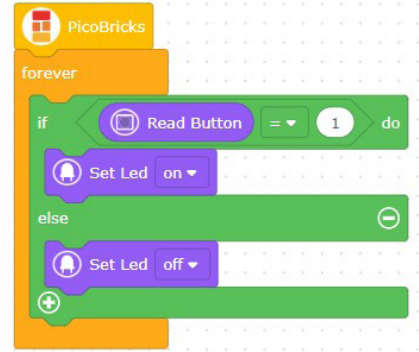 PicoBricks
forever
if Read Button = 1 do
Set Led on
else
Set Led off